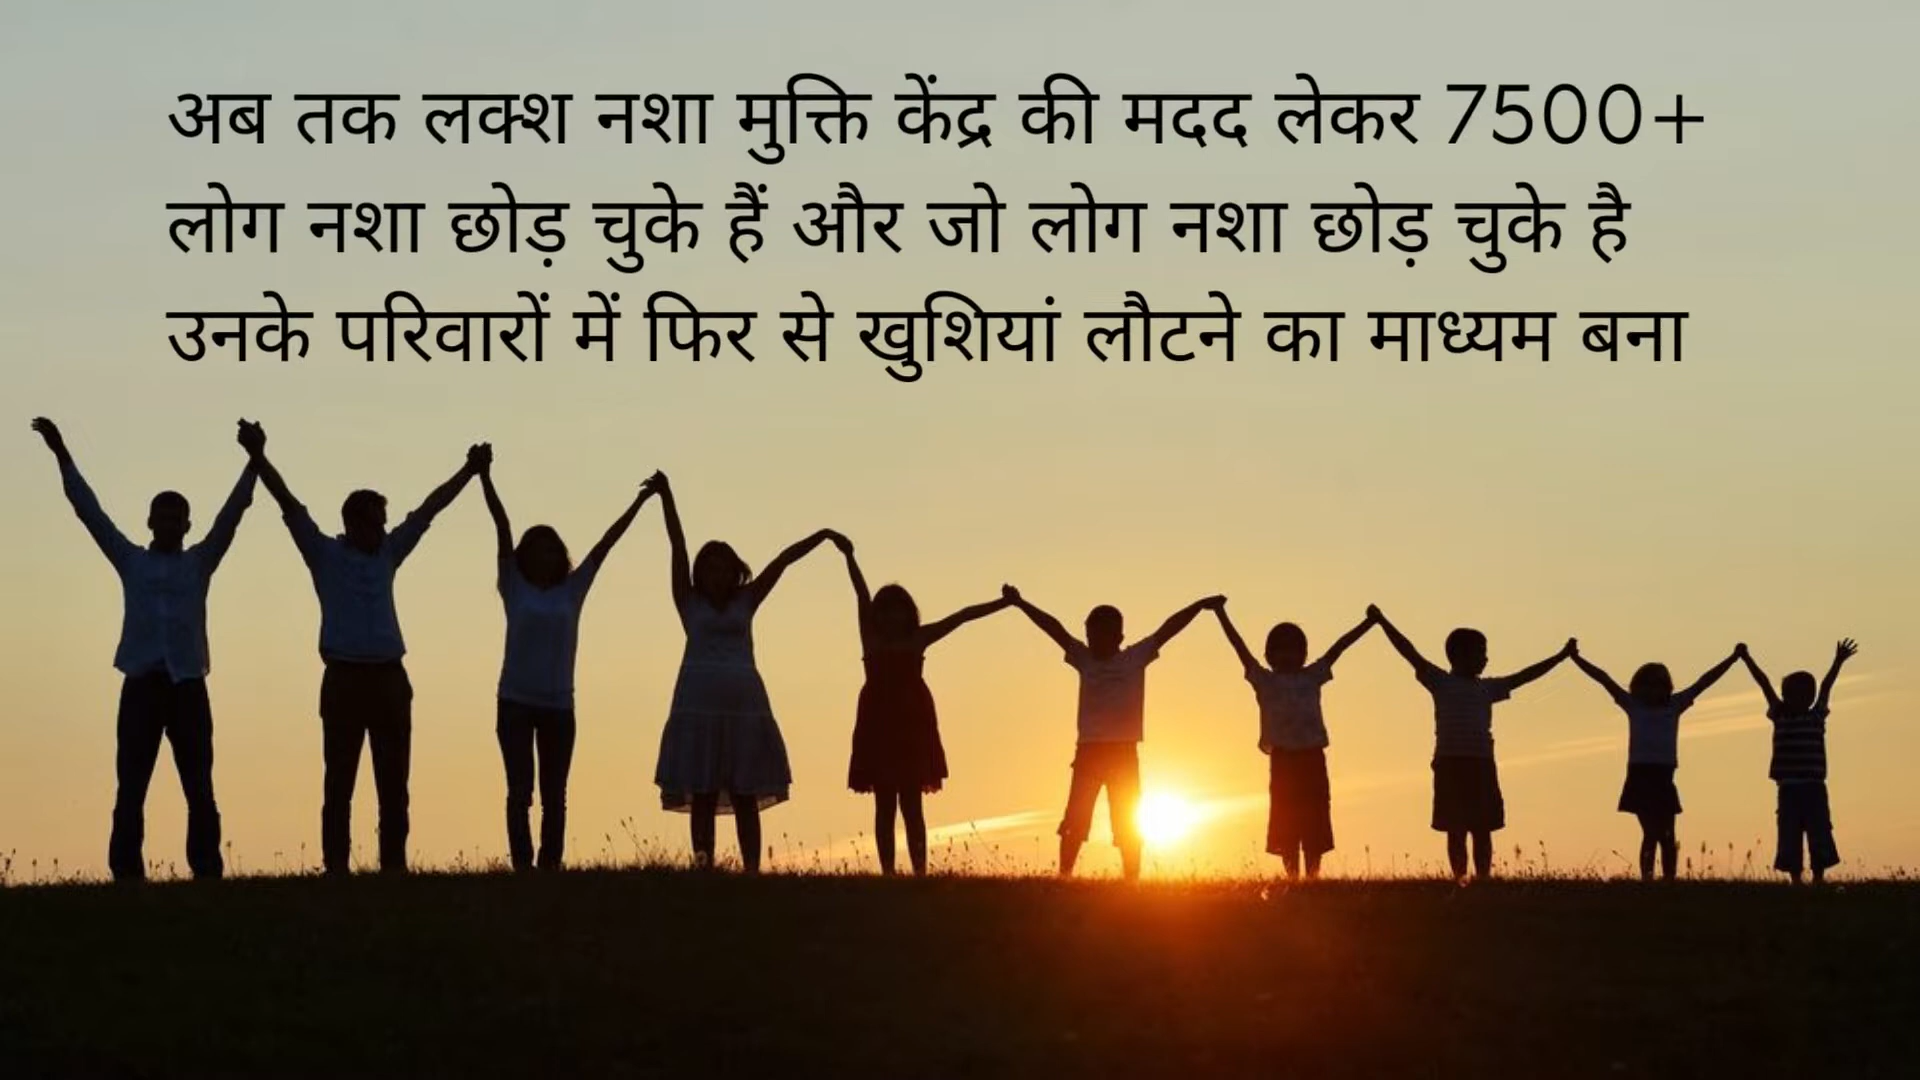 अब तक लक्श नशा मुक्ति केंद्र की मदद लेकर 7500+
लोग नशा छोड़ चुके हैं और जो लोग नशा छोड़ चुके है
उनके परिवारों में फिर से खुशियां लौटने का माध्यम बना